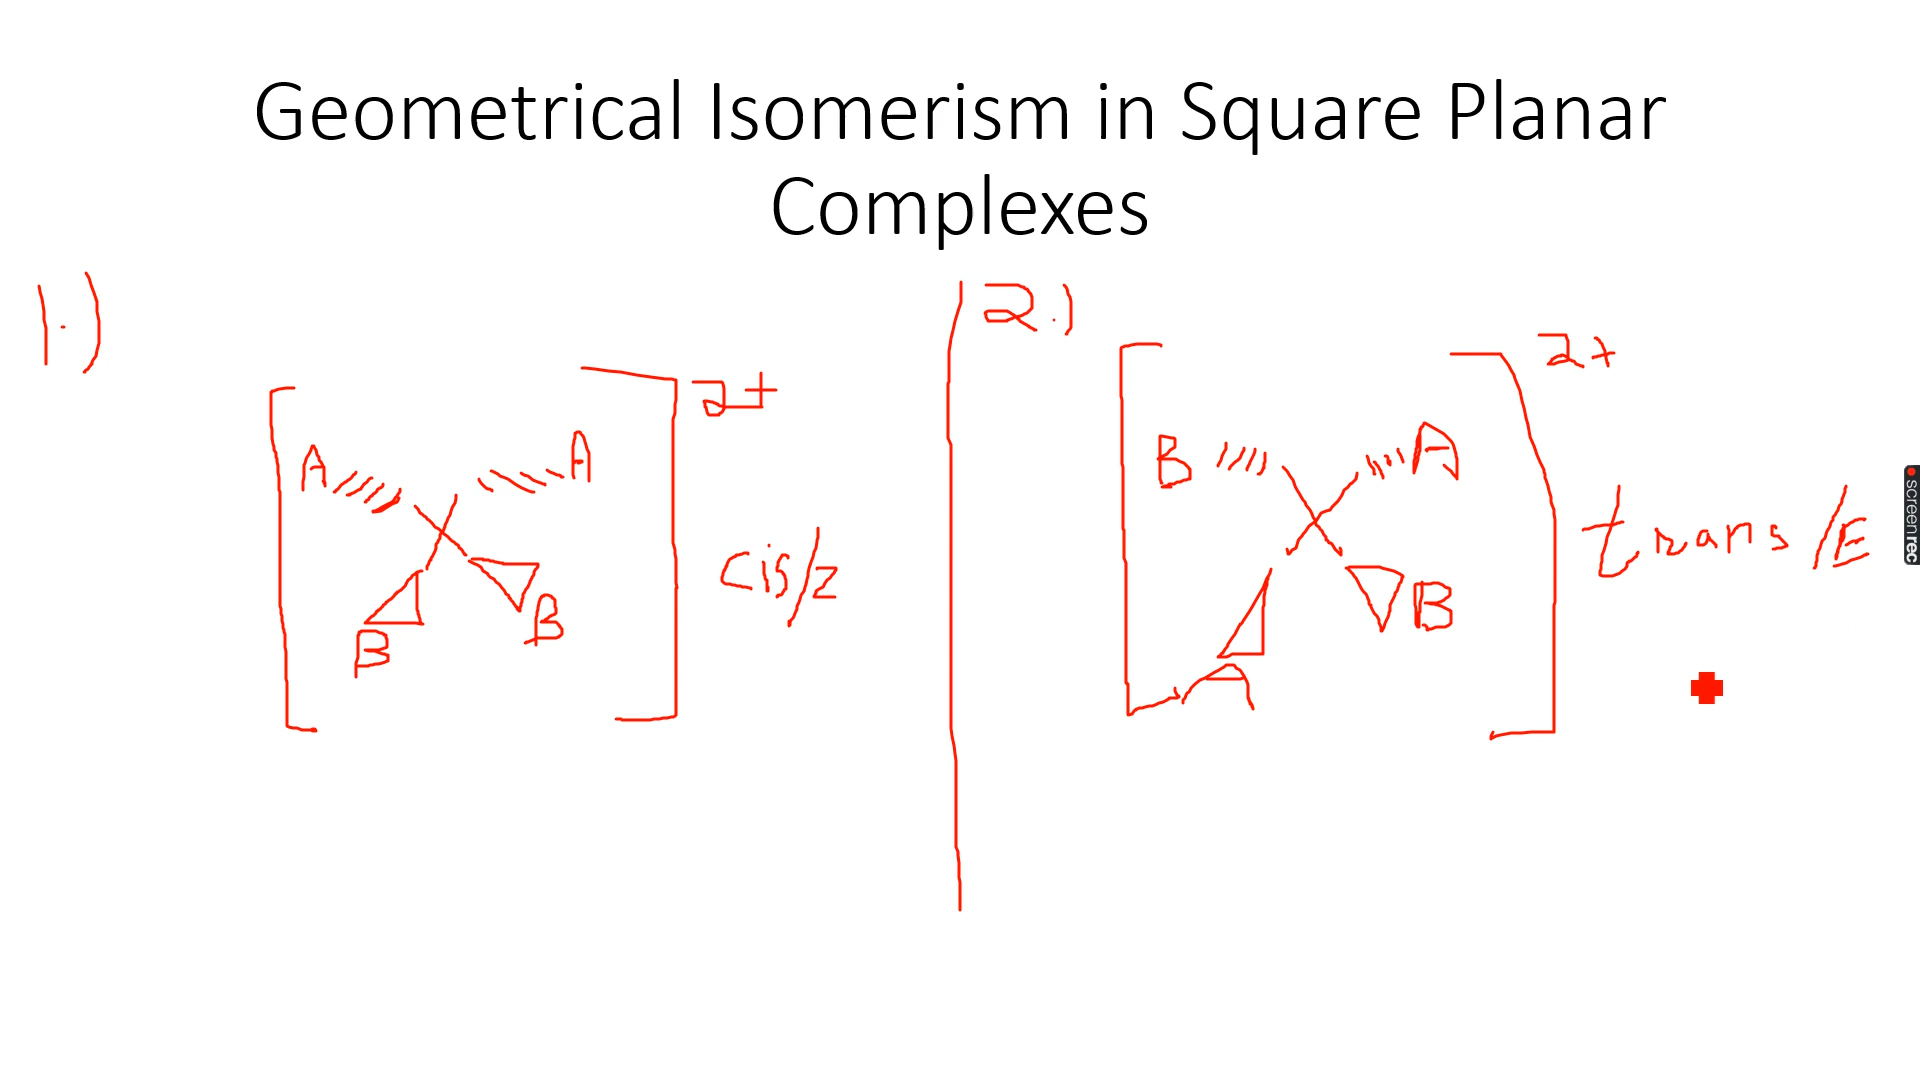 Geometrical Isomerism in Square Planar
Complexes
1.)
2.)
2+
2+
A A
B A
cis/z
trans/E
B B
B
A
screenrec